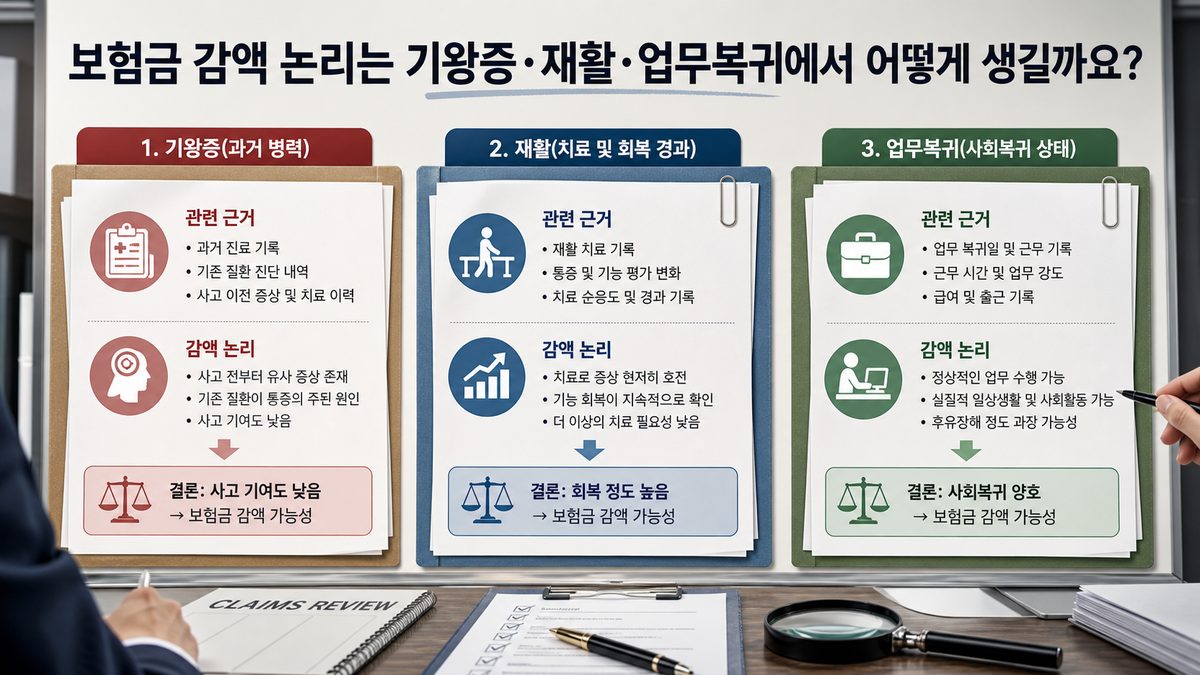 보험금 감액 논리는 기왕증·재활·업무복귀에서 어떻게 생길까요?
1. 기왕증(과거 병력)
관련 근거
• 과거 진료 기록
• 기존 질환 진단 내역
• 사고 이전 증상 및 치료 이력
감액 논리
• 사고 전부터 유사 증상 존재
• 기존 질환이 통증의 주된 원인
• 사고 기여도 낮음
결론: 사고 기여도 낮음
→ 보험금 감액 가능성
2. 재활(치료 및 회복 경과)
관련 근거
• 재활 치료 기록
• 통증 및 기능 평가 변화
• 치료 순응도 및 경과 기록
감액 논리
• 치료로 증상 현저히 호전
• 기능 회복이 지속적으로 확인
• 더 이상의 치료 필요성 낮음
결론: 회복 정도 높음
→ 보험금 감액 가능성
3. 업무복귀(사회복귀 상태)
관련 근거
• 업무 복귀일 및 근무 기록
• 근무 시간 및 업무 강도
• 급여 및 출근 기록
감액 논리
• 정상적인 업무 수행 가능
• 실질적 일상생활 및 사회활동 가능
• 후유장해 정도 과장 가능성
결론: 사회복귀 양호
→ 보험금 감액 가능성
CLAIMS REVIEW